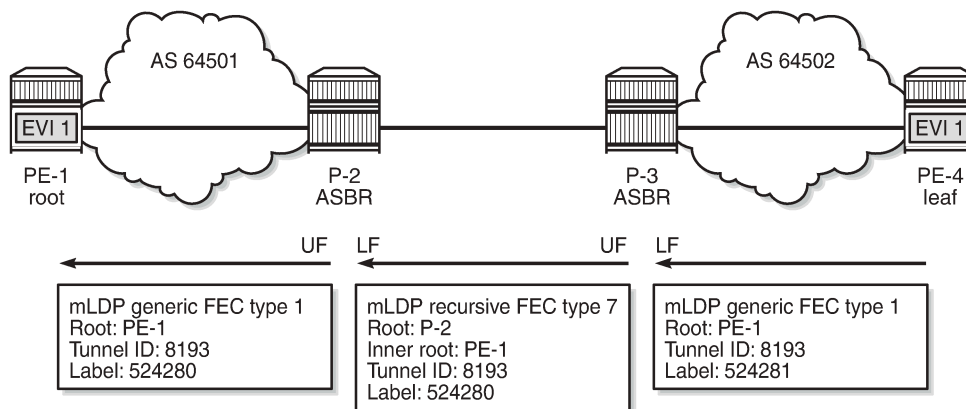 AS 64501
AS 64502
EVI 1
EVI 1
PE-1
root
P-2
ASBR
P-3
ASBR
PE-4
leaf
UF
LF
UF
LF
mLDP generic FEC type 1
Root: PE-1
Tunnel ID: 8193
Label: 524280
mLDP recursive FEC type 7
Root: P-2
Inner root: PE-1
Tunnel ID: 8193
Label: 524280
mLDP generic FEC type 1
Root: PE-1
Tunnel ID: 8193
Label: 524281